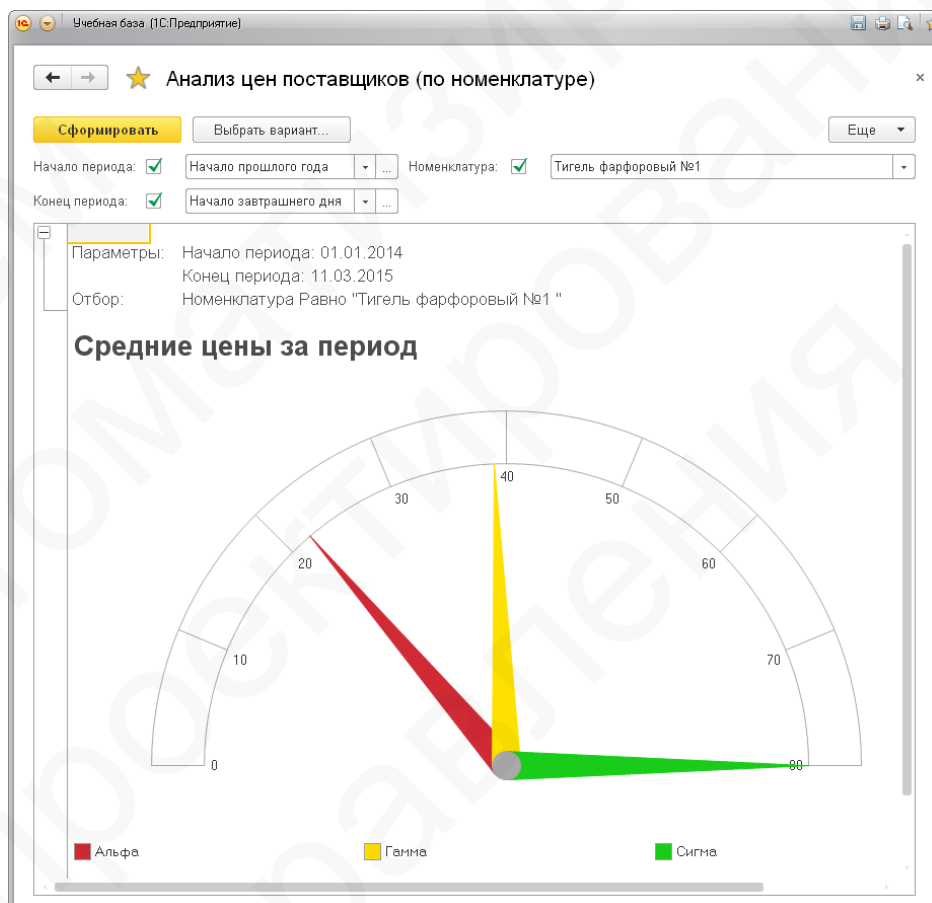 Учебная база (1С:Предприятие)
Анализ цен поставщиков (по номенклатуре)
Сформировать Выбрать вариант... Еще
Начало периода: Начало прошлого года ... Номенклатура: Тигель фарфоровый №1
Конец периода: Начало завтрашнего дня ...
Параметры: Начало периода: 01.01.2014
Конец периода: 11.03.2015
Отбор: Номенклатура Равно "Тигель фарфоровый №1 "
Средние цены за период
40
30 50
20 60
10 70
0 80
Альфа Гамма Сигма